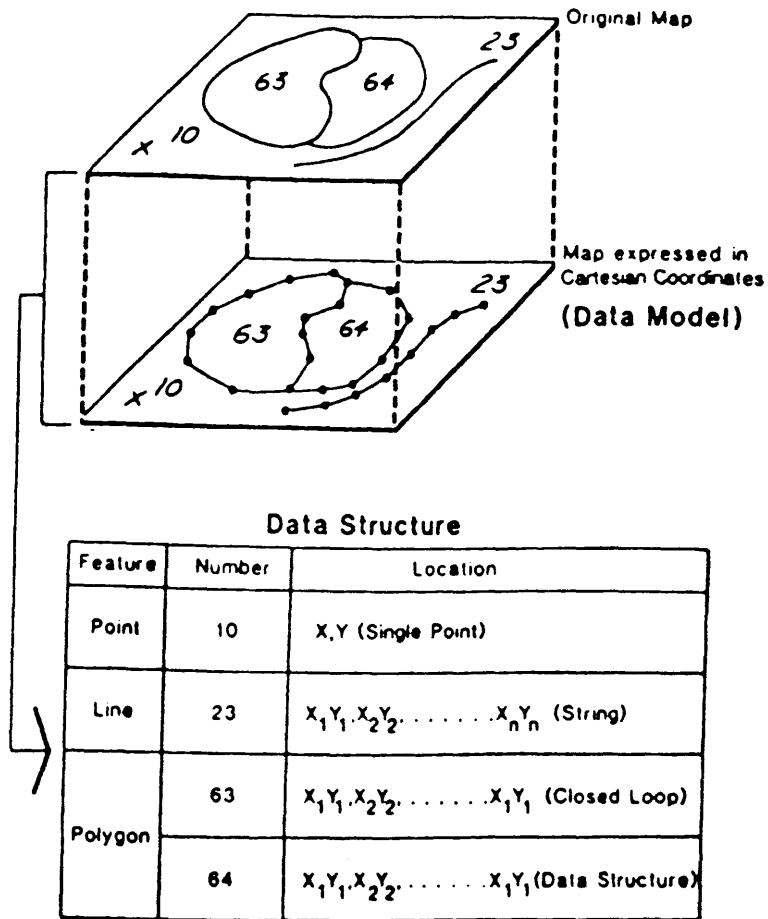 Original Map
23
63
64
x 10
Map expressed in
Cartesian Coordinates
(Data Model)
23
63
64
x 10
Data Structure
Feature Number Location
Point 10 X,Y (Single Point)
Line 23 X₁Y₁,X₂Y₂,.......XₙYₙ (String)
Polygon
63 X₁Y₁,X₂Y₂,.......X₁Y₁ (Closed Loop)
64 X₁Y₁,X₂Y₂,.......X₁Y₁(Data Structure)